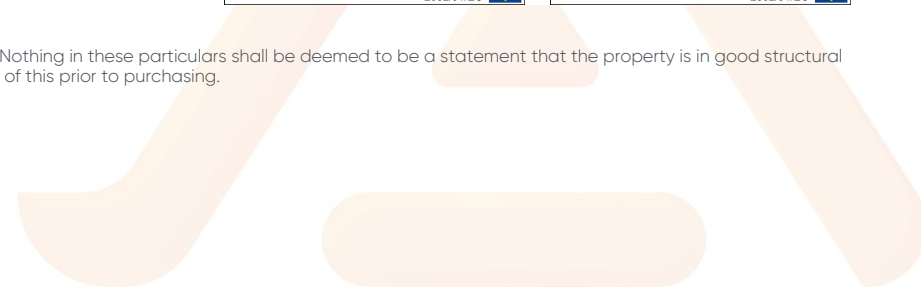 Nothing in these particulars shall be deemed to be a statement that the property is in good structural
of this prior to purchasing.